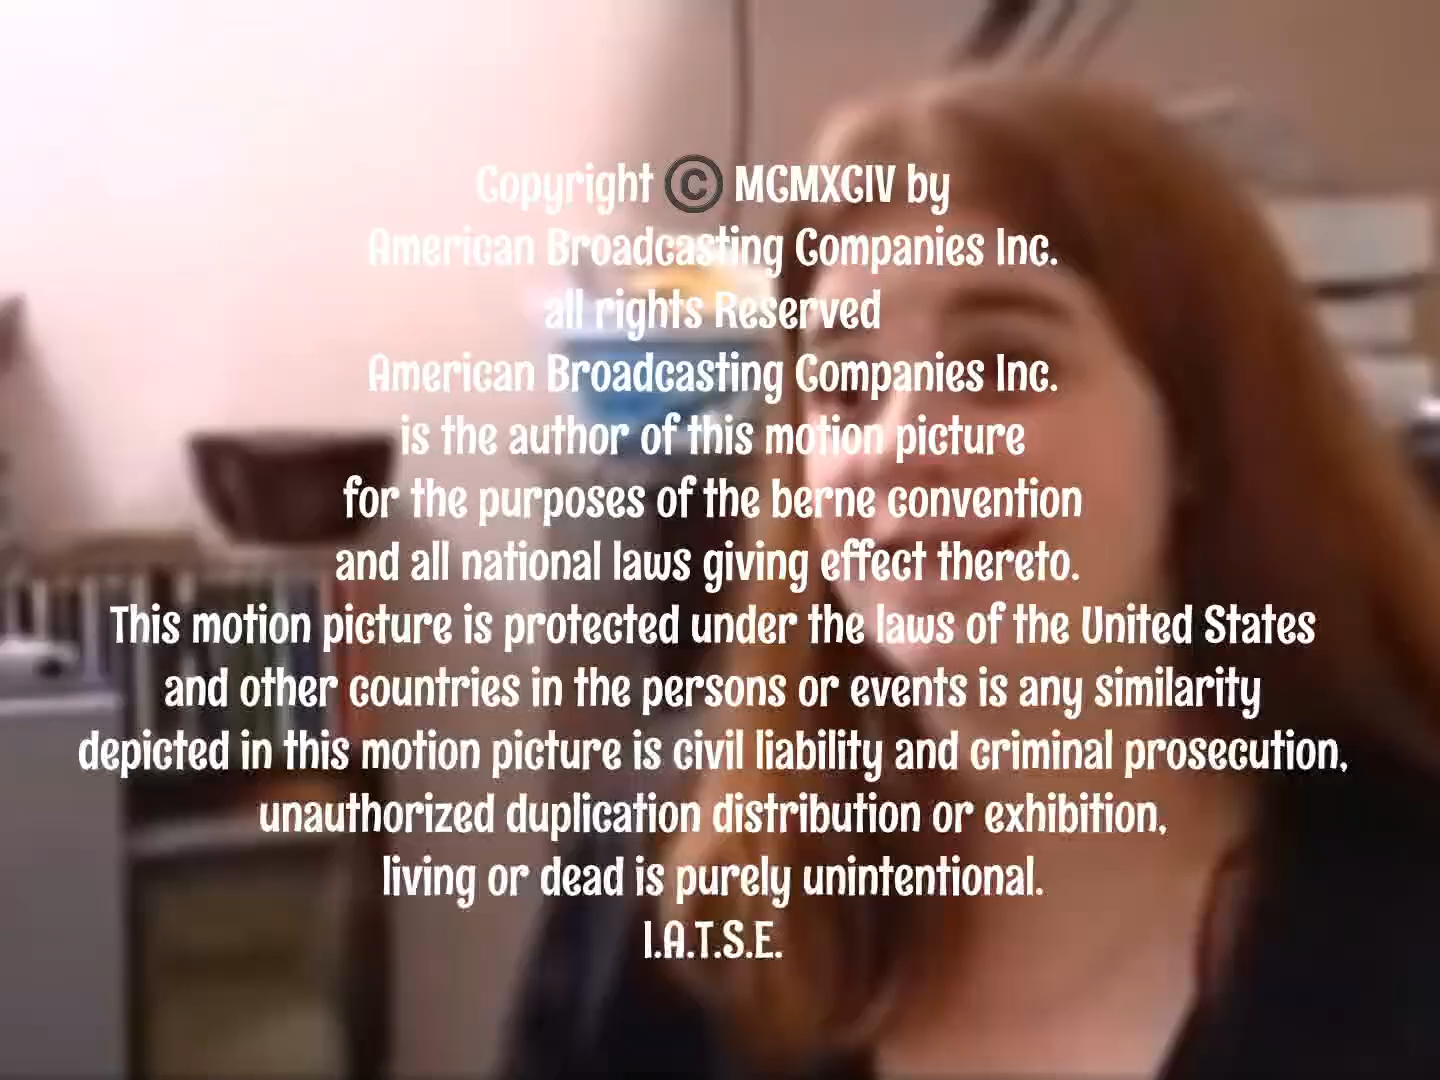 Copyright © MCMXCIV by
American Broadcasting Companies Inc.
all rights Reserved
American Broadcasting Companies Inc.
is the author of this motion picture
for the purposes of the berne convention
and all national laws giving effect thereto.
This motion picture is protected under the laws of the United States
and other countries in the persons or events is any similarity
depicted in this motion picture is civil liability and criminal prosecution,
unauthorized duplication distribution or exhibition,
living or dead is purely unintentional.
I.A.T.S.E.